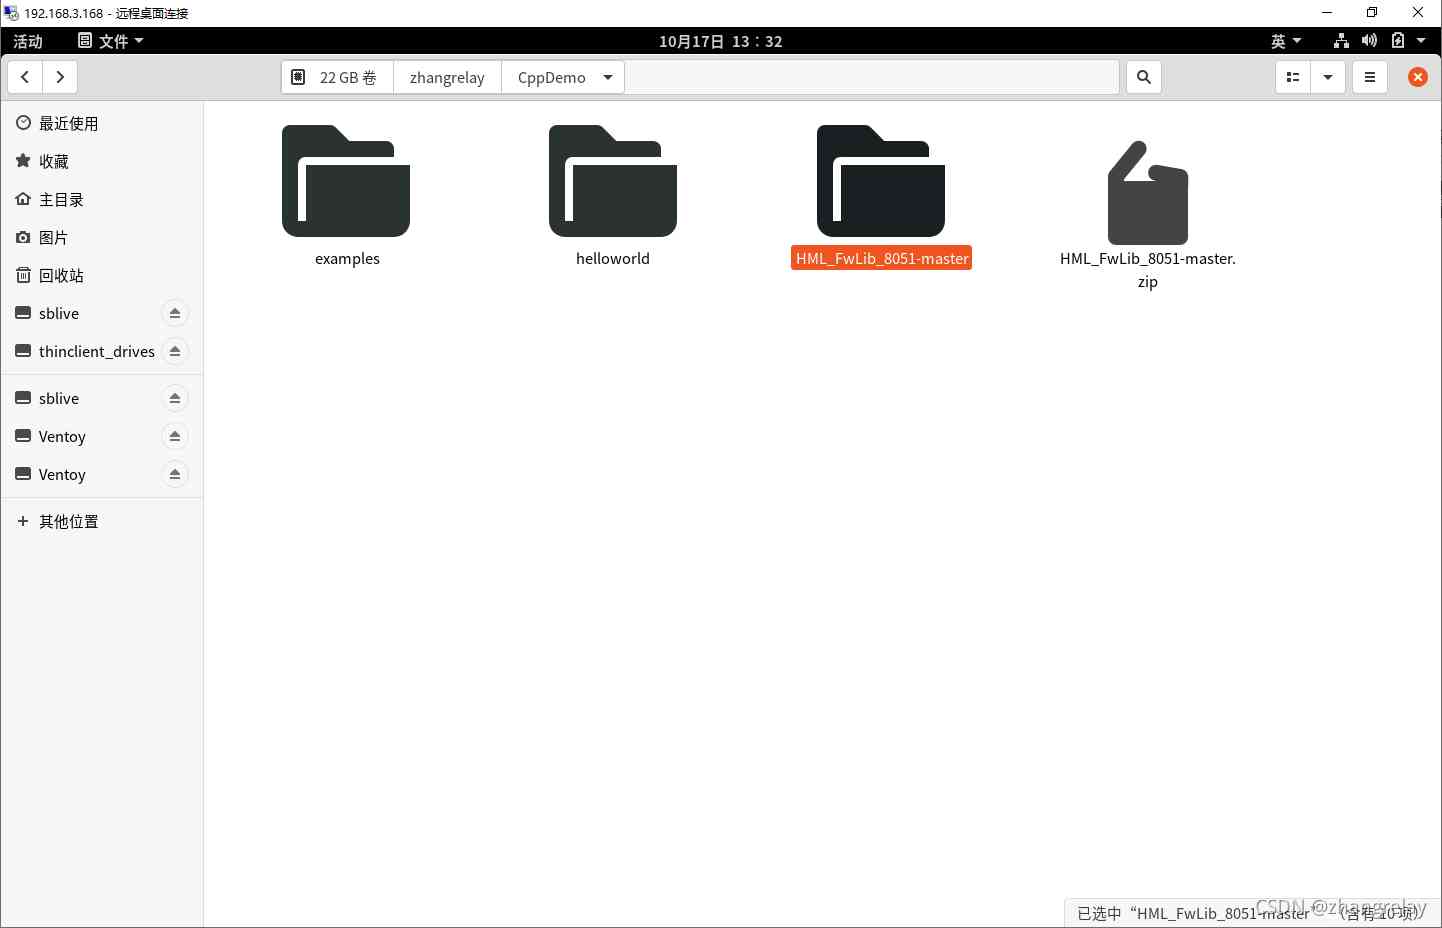 192.168.3.168 - 远程桌面连接
活动 文件 10月17日 13：32 英
22 GB 卷 zhangrelay CppDemo
最近使用
收藏
主目录
图片
回收站
sblive
thinclient_drives
sblive
Ventoy
Ventoy
+ 其他位置
examples
helloworld
HML_FwLib_8051-master
HML_FwLib_8051-master.
zip
已选中“HML_FwLib_8051-master”（含有 10 项）
CSDN @zhangrelay